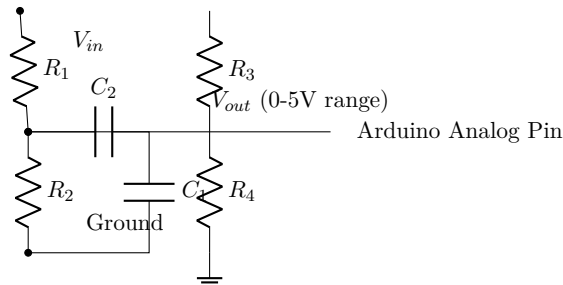 V_in
R_1
R_3
C_2
V_out (0-5V range)
Arduino Analog Pin
R_2
C_1
R_4
Ground